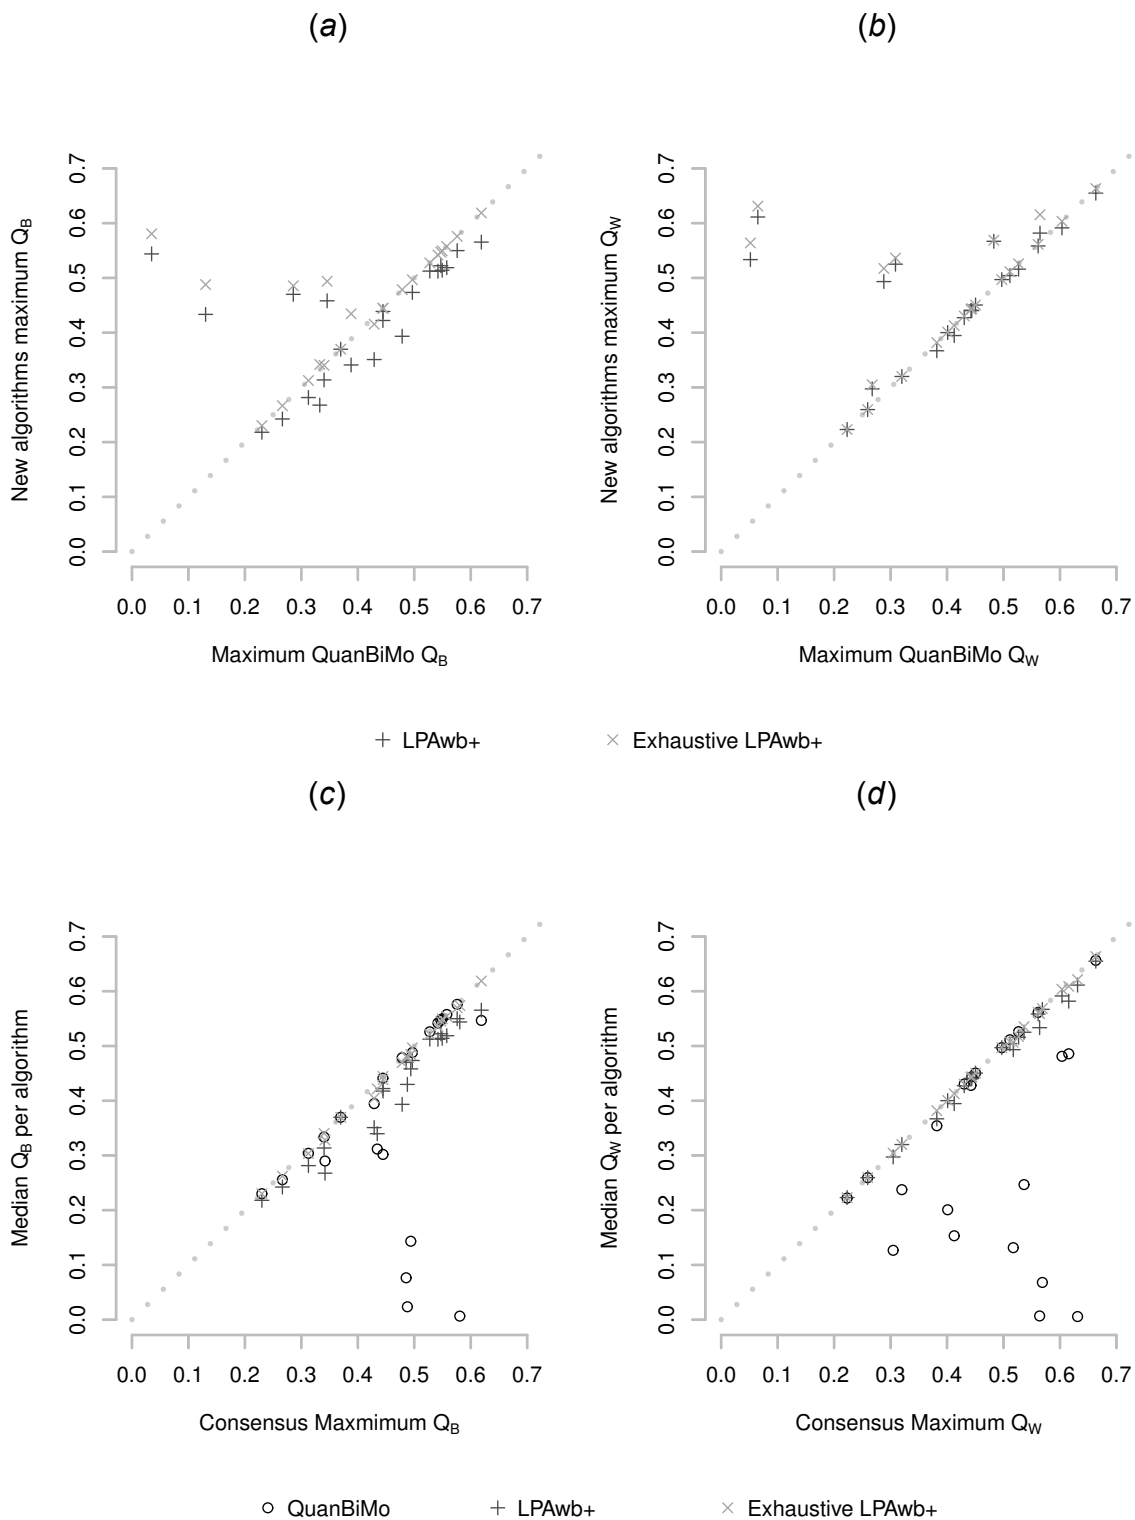 (a)
(b)
New algorithms maximum Q_B
0.0 0.1 0.2 0.3 0.4 0.5 0.6 0.7
0.0 0.1 0.2 0.3 0.4 0.5 0.6 0.7
Maximum QuanBiMo Q_B
New algorithms maximum Q_W
0.0 0.1 0.2 0.3 0.4 0.5 0.6 0.7
0.0 0.1 0.2 0.3 0.4 0.5 0.6 0.7
Maximum QuanBiMo Q_W
LPAwb+
Exhaustive LPAwb+
(c)
(d)
Median Q_B per algorithm
0.0 0.1 0.2 0.3 0.4 0.5 0.6 0.7
0.0 0.1 0.2 0.3 0.4 0.5 0.6 0.7
Consensus Maxmimum Q_B
Median Q_W per algorithm
0.0 0.1 0.2 0.3 0.4 0.5 0.6 0.7
0.0 0.1 0.2 0.3 0.4 0.5 0.6 0.7
Consensus Maximum Q_W
QuanBiMo
LPAwb+
Exhaustive LPAwb+